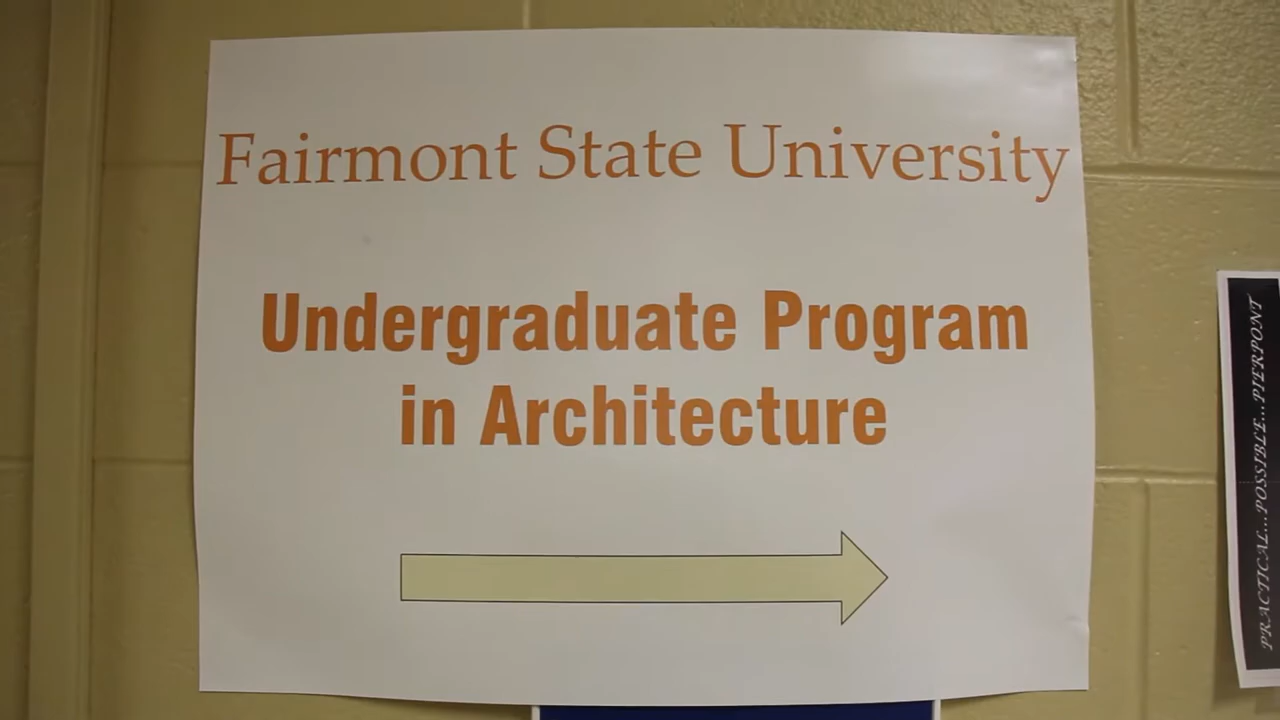 Fairmont State University
Undergraduate Program
in Architecture
PRACTICAL...POSSIBLE...PIERPONT